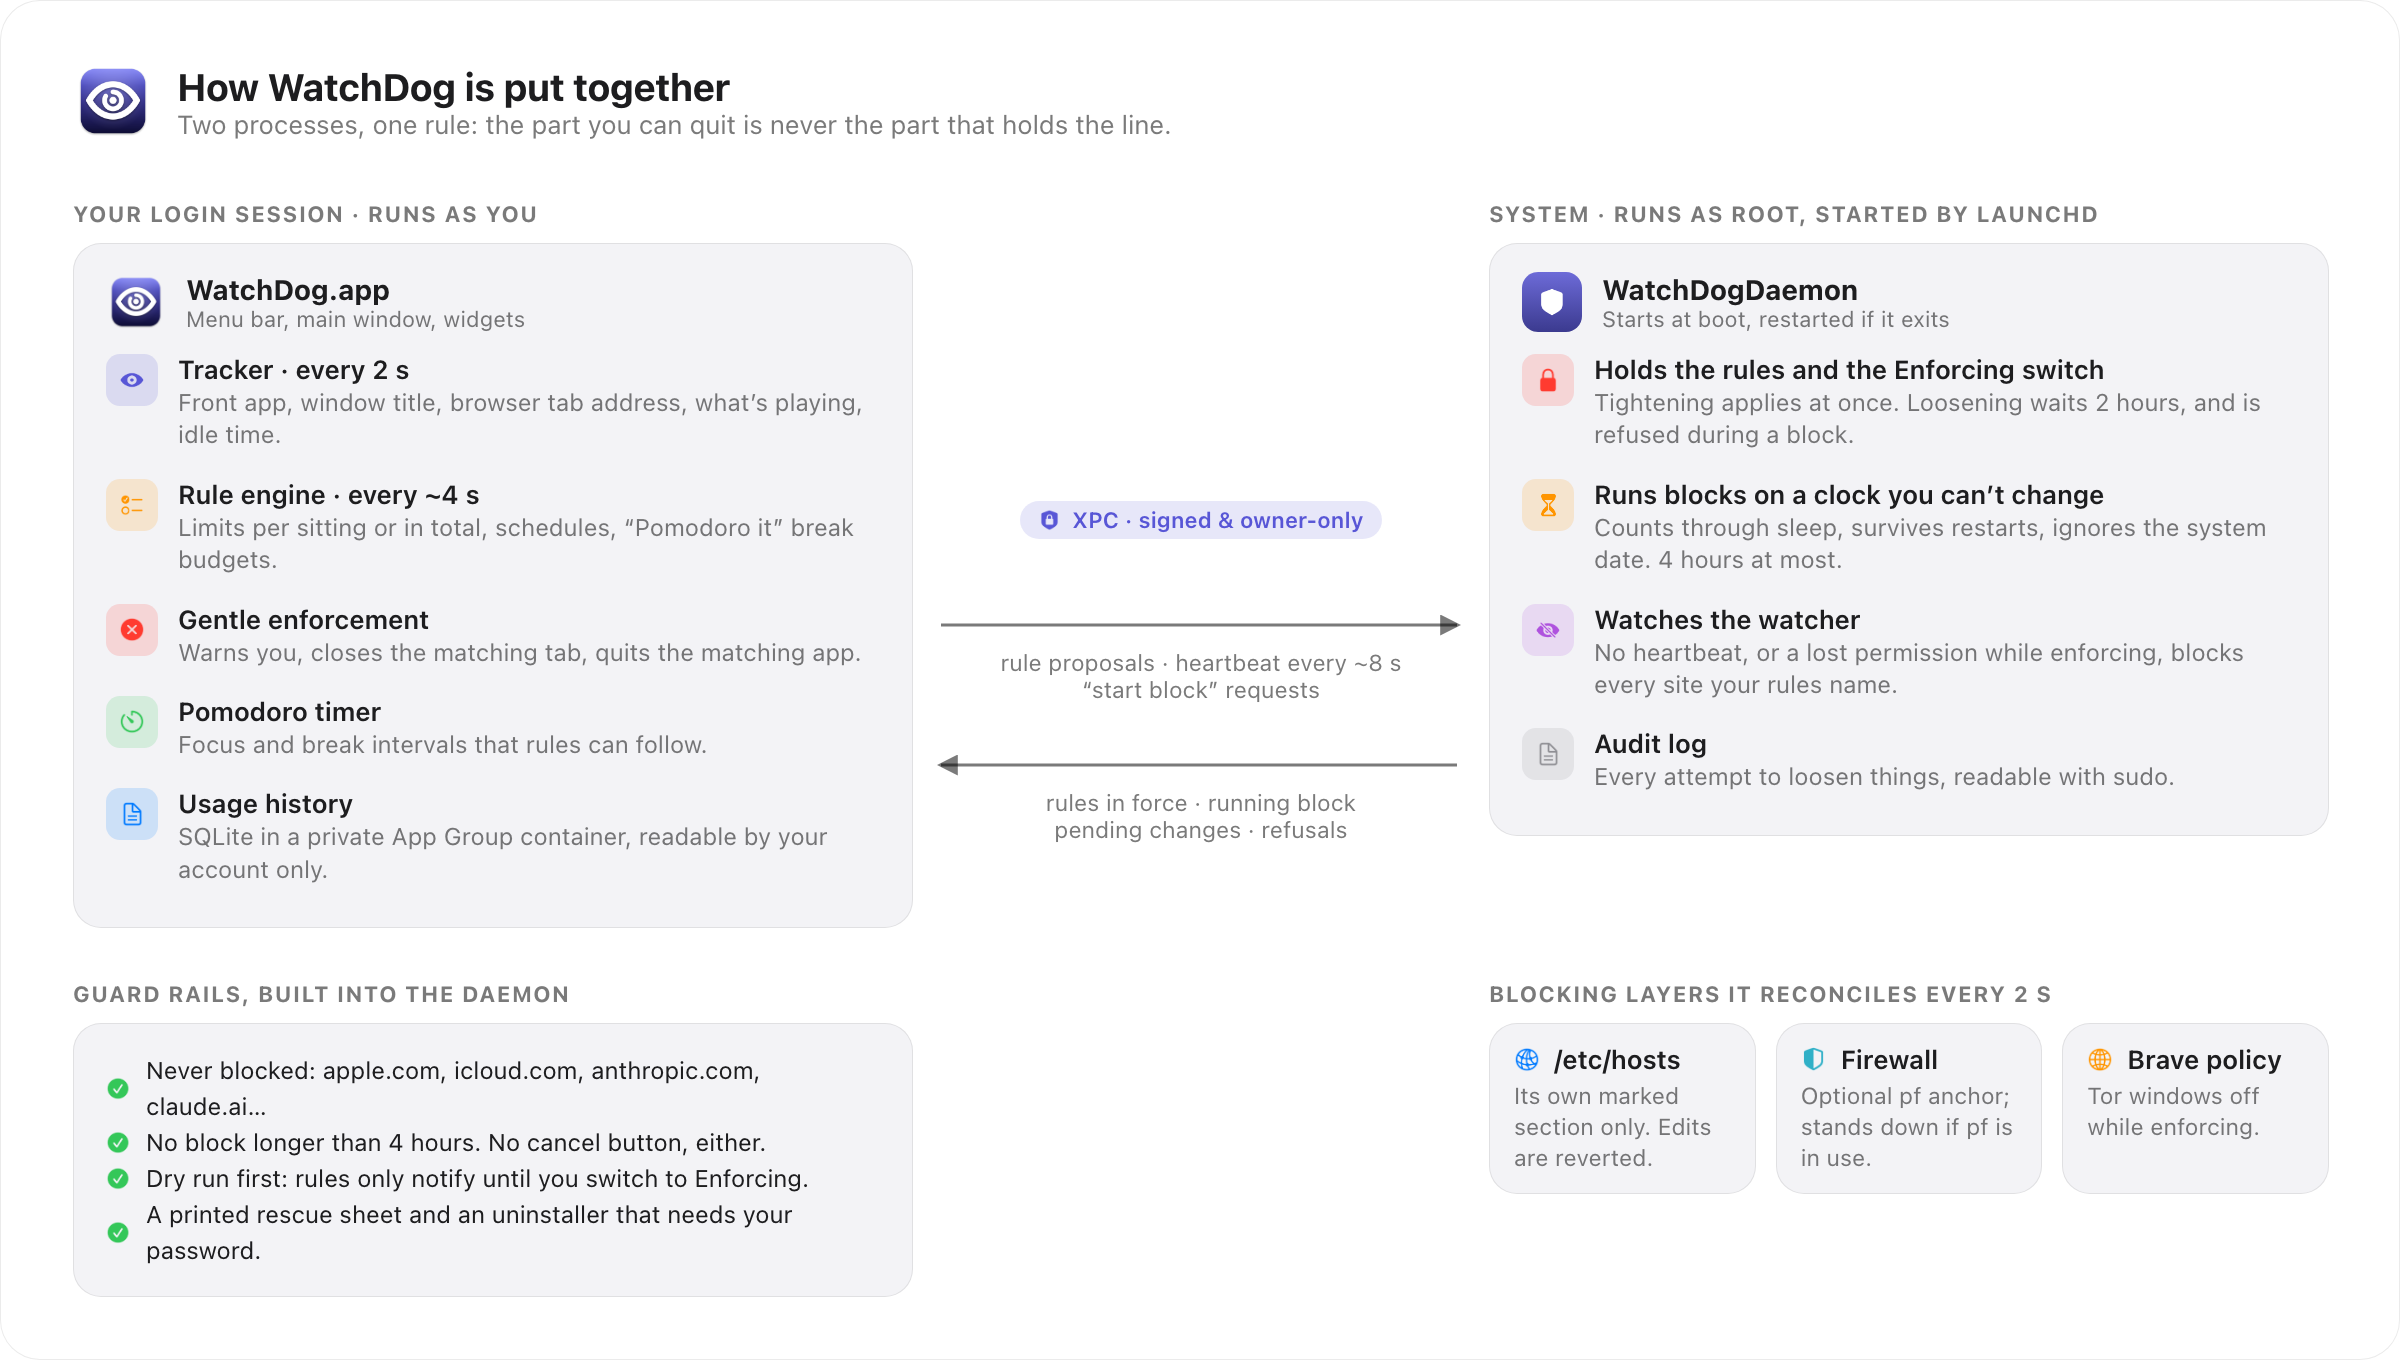 How WatchDog is put together
Two processes, one rule: the part you can quit is never the part that holds the line.
YOUR LOGIN SESSION · RUNS AS YOU
WatchDog.app
Menu bar, main window, widgets
Tracker · every 2 s
Front app, window title, browser tab address, what’s playing,
idle time.
Rule engine · every ~4 s
Limits per sitting or in total, schedules, “Pomodoro it” break
budgets.
Gentle enforcement
Warns you, closes the matching tab, quits the matching app.
Pomodoro timer
Focus and break intervals that rules can follow.
Usage history
SQLite in a private App Group container, readable by your
account only.
XPC · signed & owner-only
rule proposals · heartbeat every ~8 s
“start block” requests
rules in force · running block
pending changes · refusals
SYSTEM · RUNS AS ROOT, STARTED BY LAUNCHD
WatchDogDaemon
Starts at boot, restarted if it exits
Holds the rules and the Enforcing switch
Tightening applies at once. Loosening waits 2 hours, and is
refused during a block.
Runs blocks on a clock you can’t change
Counts through sleep, survives restarts, ignores the system
date. 4 hours at most.
Watches the watcher
No heartbeat, or a lost permission while enforcing, blocks
every site your rules name.
Audit log
Every attempt to loosen things, readable with sudo.
GUARD RAILS, BUILT INTO THE DAEMON
Never blocked: apple.com, icloud.com, anthropic.com,
claude.ai…
No block longer than 4 hours. No cancel button, either.
Dry run first: rules only notify until you switch to Enforcing.
A printed rescue sheet and an uninstaller that needs your
password.
BLOCKING LAYERS IT RECONCILES EVERY 2 S
/etc/hosts
Its own marked
section only. Edits
are reverted.
Firewall
Optional pf anchor;
stands down if pf is
in use.
Brave policy
Tor windows off
while enforcing.